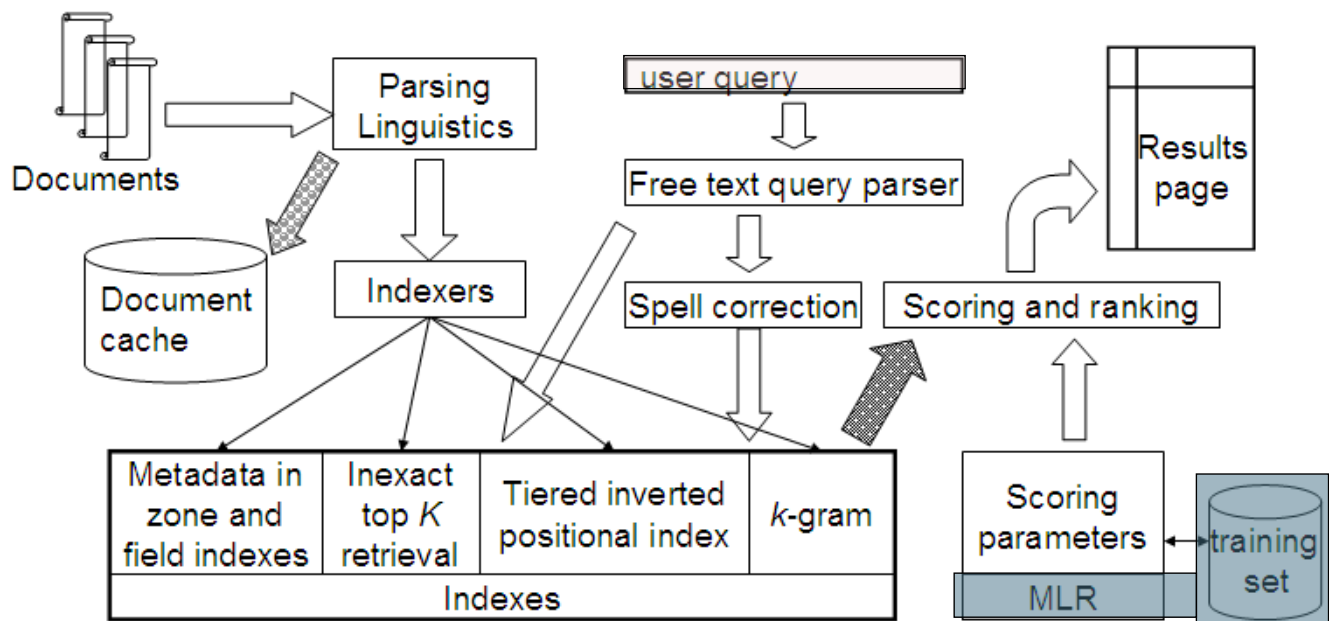 Documents
Parsing
Linguistics
user query
Free text query parser
Results
page
Document
cache
Indexers
Spell correction
Scoring and ranking
Metadata in
zone and
field indexes
Inexact
top K
retrieval
Tiered inverted
positional index
k-gram
Indexes
Scoring
parameters
MLR
training
set